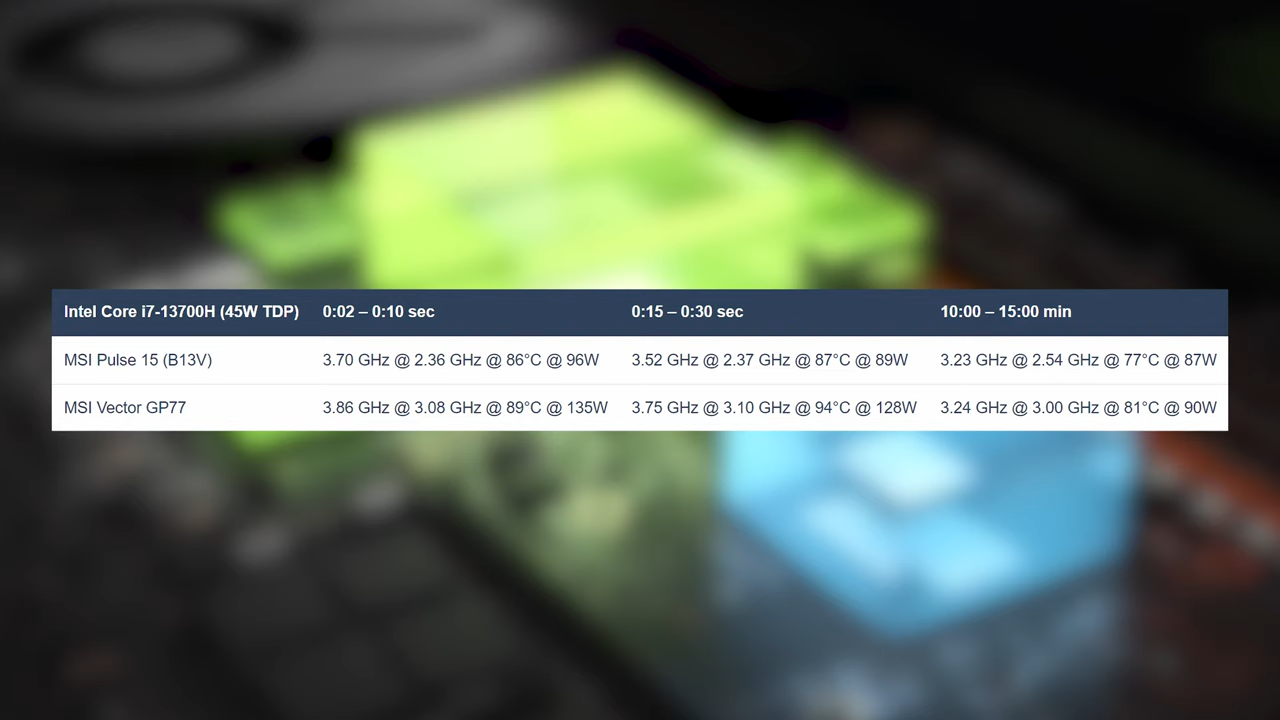 Intel Core i7-13700H (45W TDP) 0:02 – 0:10 sec 0:15 – 0:30 sec 10:00 – 15:00 min
MSI Pulse 15 (B13V) 3.70 GHz @ 2.36 GHz @ 86°C @ 96W 3.52 GHz @ 2.37 GHz @ 87°C @ 89W 3.23 GHz @ 2.54 GHz @ 77°C @ 87W
MSI Vector GP77 3.86 GHz @ 3.08 GHz @ 89°C @ 135W 3.75 GHz @ 3.10 GHz @ 94°C @ 128W 3.24 GHz @ 3.00 GHz @ 81°C @ 90W